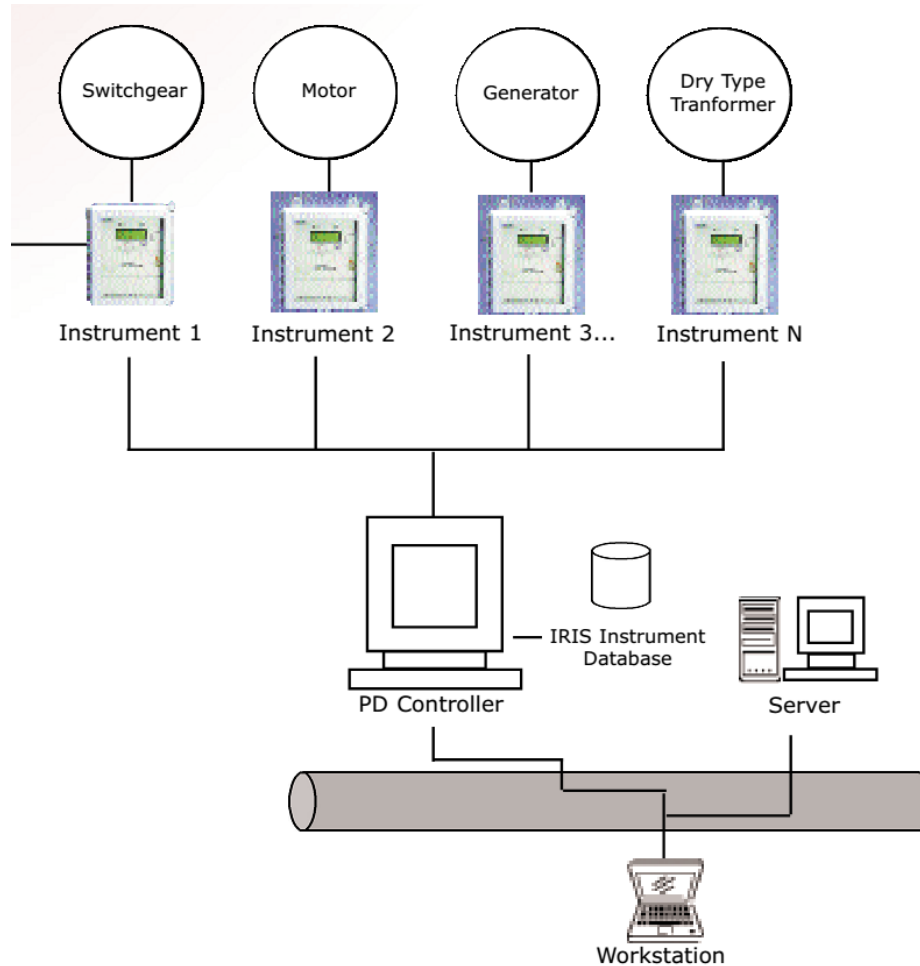 Switchgear
Motor
Generator
Dry Type
Tranformer
Instrument 1
Instrument 2
Instrument 3...
Instrument N
IRIS Instrument
Database
PD Controller
Server
Workstation